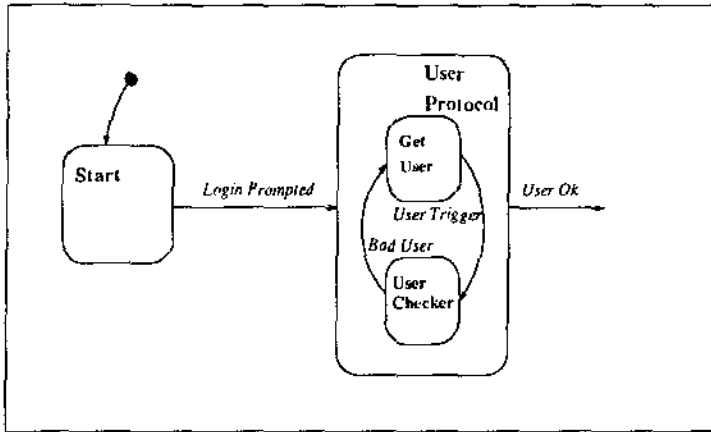 User
Protocol
Get
User
Start
Login Prompted
User Ok
User Trigger
Bad User
User
Checker